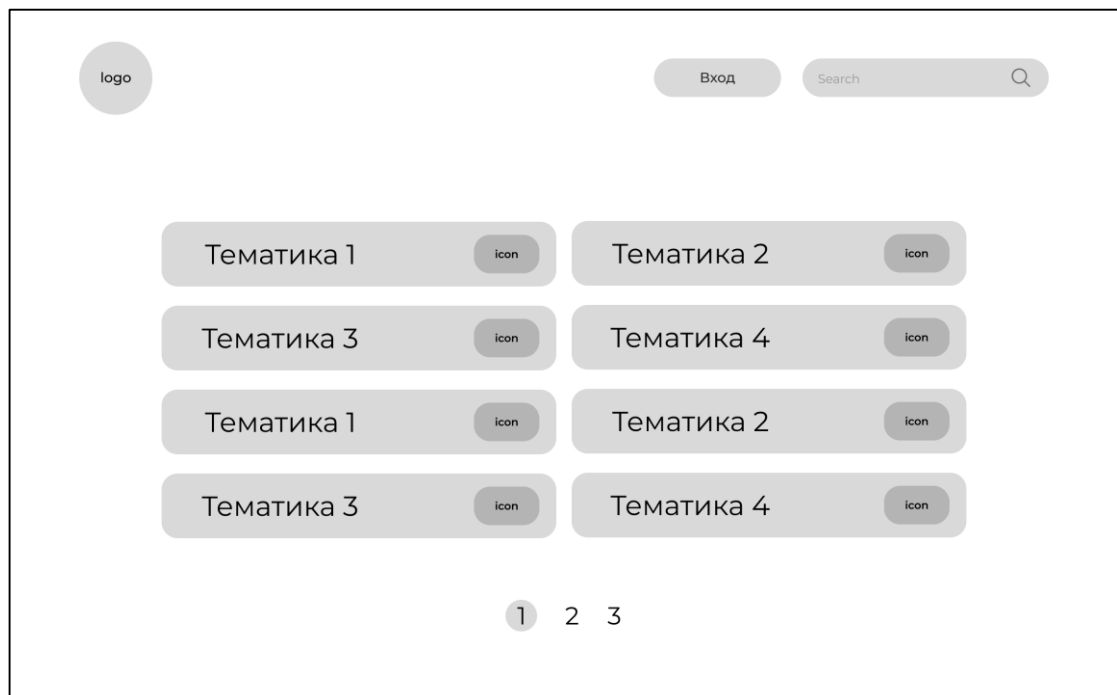 logo
Вход
Search
Тематика 1 icon
Тематика 2 icon
Тематика 3 icon
Тематика 4 icon
Тематика 1 icon
Тематика 2 icon
Тематика 3 icon
Тематика 4 icon
1 2 3